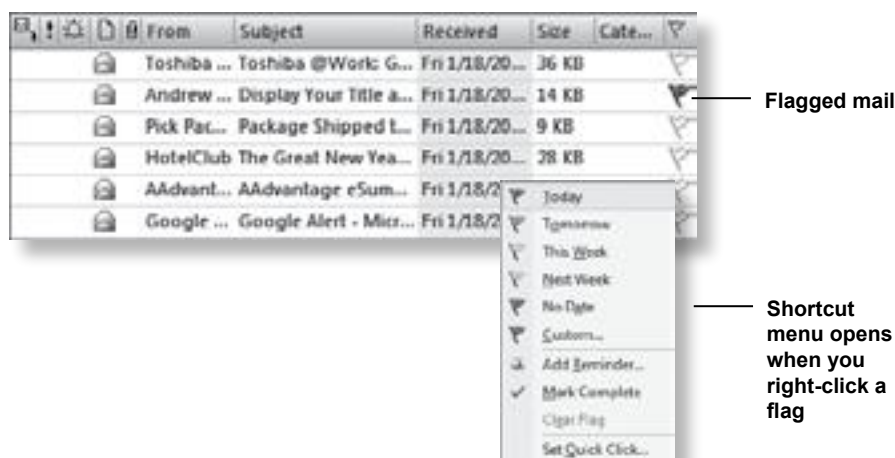 From Subject Received Size Cate...
Toshiba ... Toshiba @Work: G... Fri 1/18/20... 36 KB
Andrew ... Display Your Title a... Fri 1/18/20... 14 KB
Flagged mail
Pick Pac... Package Shipped t... Fri 1/18/20... 9 KB
HotelClub The Great New Yea... Fri 1/18/20... 28 KB
AAdvant... AAdvantage eSum... Fri 1/18/2
Google ... Google Alert - Micr... Fri 1/18/2
Today
Tomorrow
This Week
Next Week
No Date
Custom...
Add Reminder...
Mark Complete
Clear Flag
Set Quick Click...
Shortcut
menu opens
when you
right-click a
flag